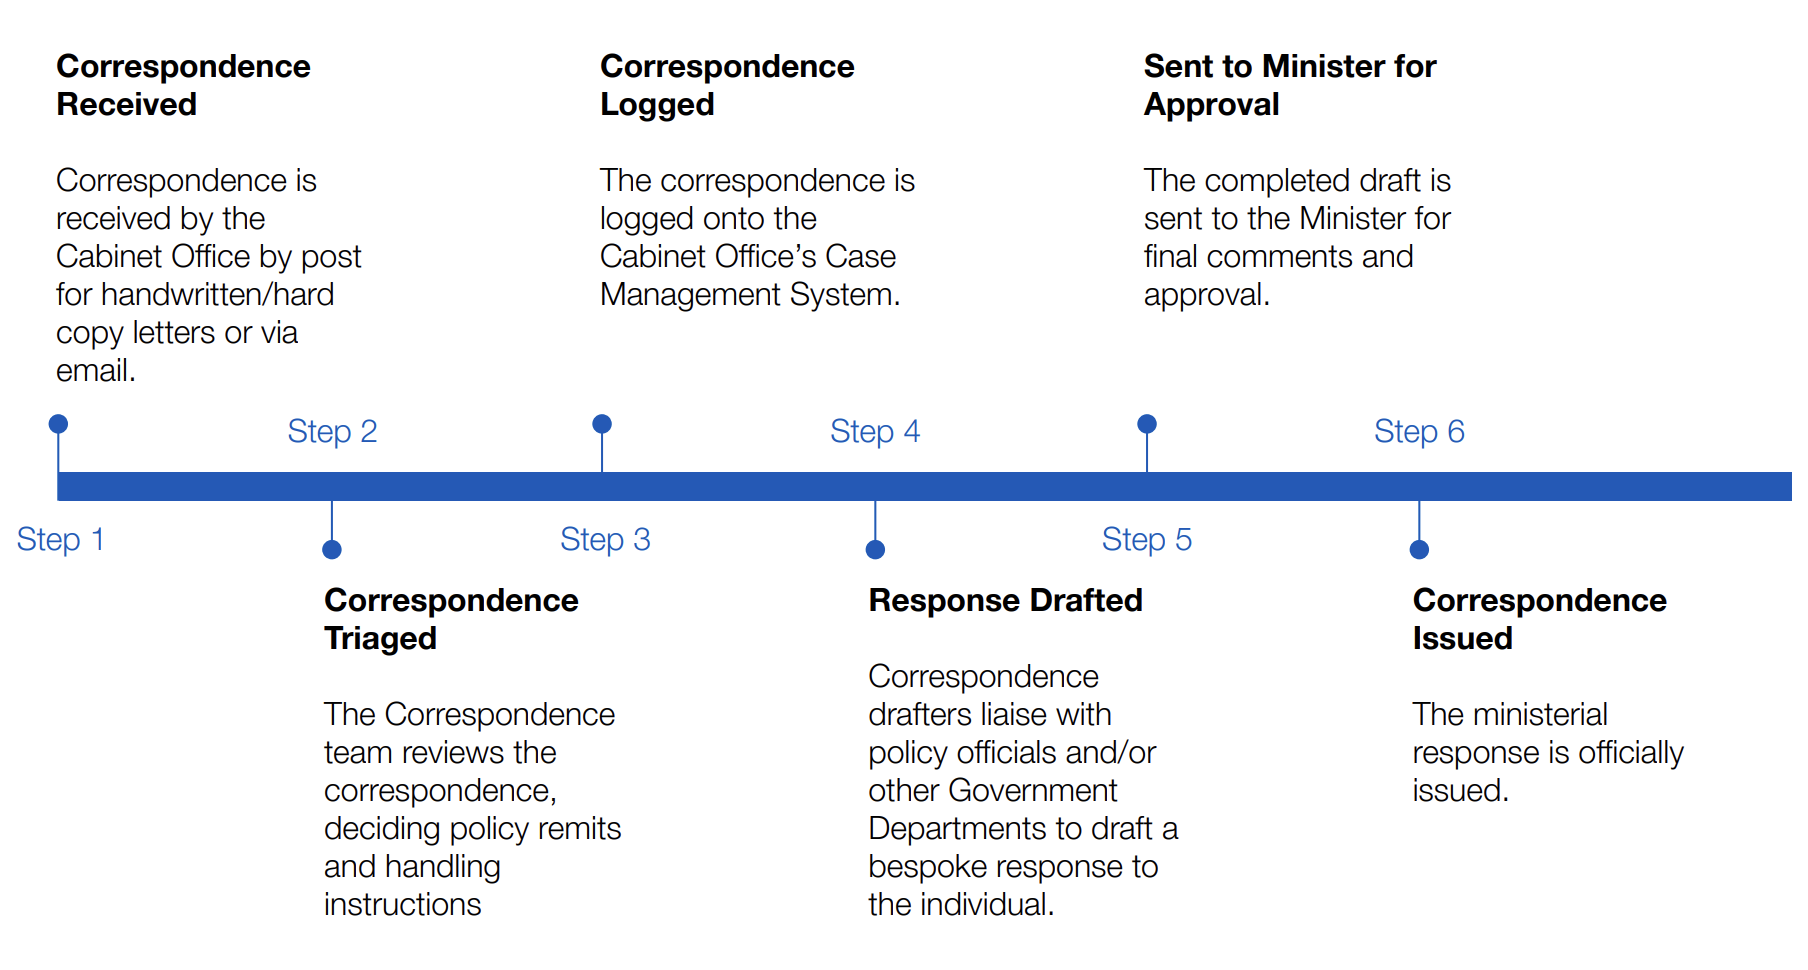 Correspondence
Received
Correspondence is
received by the
Cabinet Office by post
for handwritten/hard
copy letters or via
email.
Step 1
Step 2
Correspondence
Triaged
The Correspondence
team reviews the
correspondence,
deciding policy remits
and handling
instructions
Correspondence
Logged
The correspondence is
logged onto the
Cabinet Office’s Case
Management System.
Step 3
Step 4
Response Drafted
Correspondence
drafters liaise with
policy officials and/or
other Government
Departments to draft a
bespoke response to
the individual.
Sent to Minister for
Approval
The completed draft is
sent to the Minister for
final comments and
approval.
Step 5
Step 6
Correspondence
Issued
The ministerial
response is officially
issued.